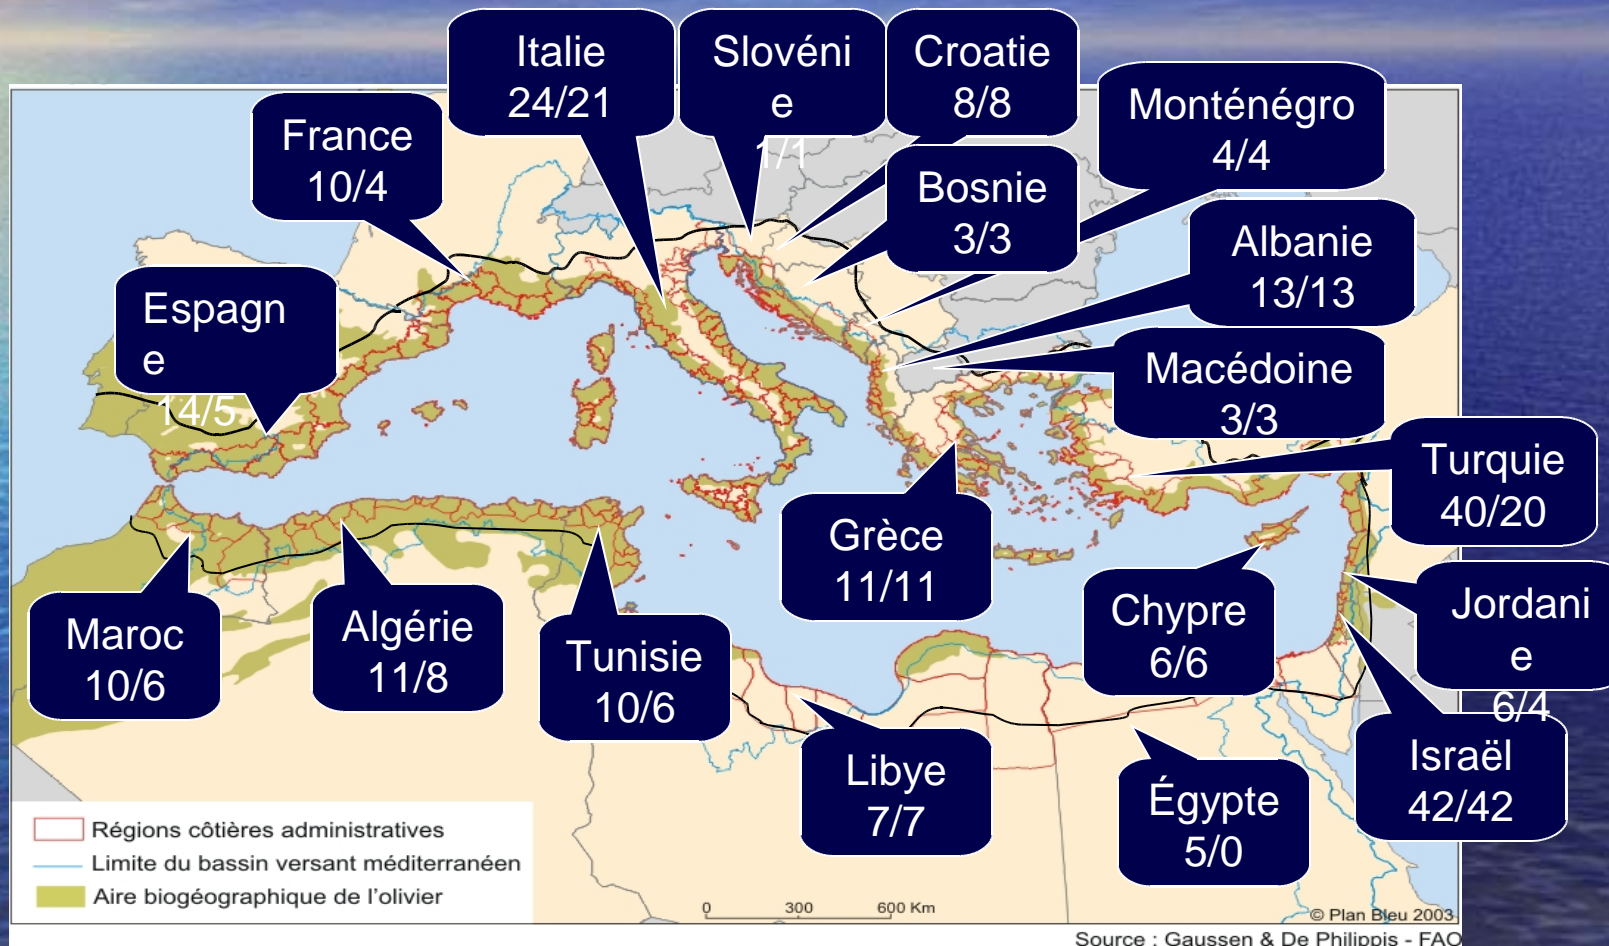 Italie
24/21
Slovéni
e
1/1
Croatie
8/8
Monténégro
4/4
France
10/4
Bosnie
3/3
Albanie
13/13
Espagn
e
14/5
Macédoine
3/3
Turquie
40/20
Grèce
11/11
Chypre
6/6
Jordani
e
6/4
Maroc
10/6
Algérie
11/8
Tunisie
10/6
Libye
7/7
Égypte
5/0
Israël
42/42
Régions côtières administratives
Limite du bassin versant méditerranéen
Aire biogéographique de l'olivier
0 300 600 Km
© Plan Bleu 2003
Source : Gaussen & De Philippis - FAO